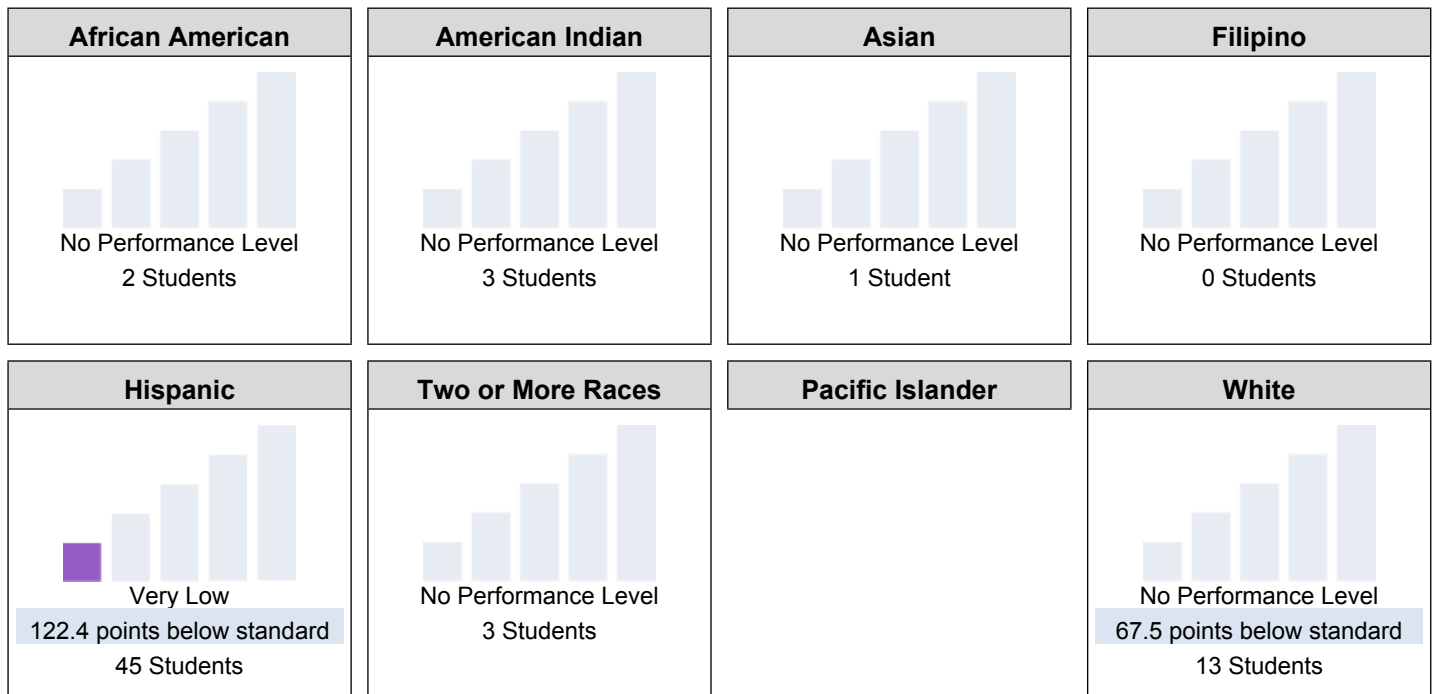 African American
No Performance Level
2 Students
American Indian
No Performance Level
3 Students
Asian
No Performance Level
1 Student
Filipino
No Performance Level
0 Students
Hispanic
Very Low
122.4 points below standard
45 Students
Two or More Races
No Performance Level
3 Students
Pacific Islander
White
No Performance Level
67.5 points below standard
13 Students